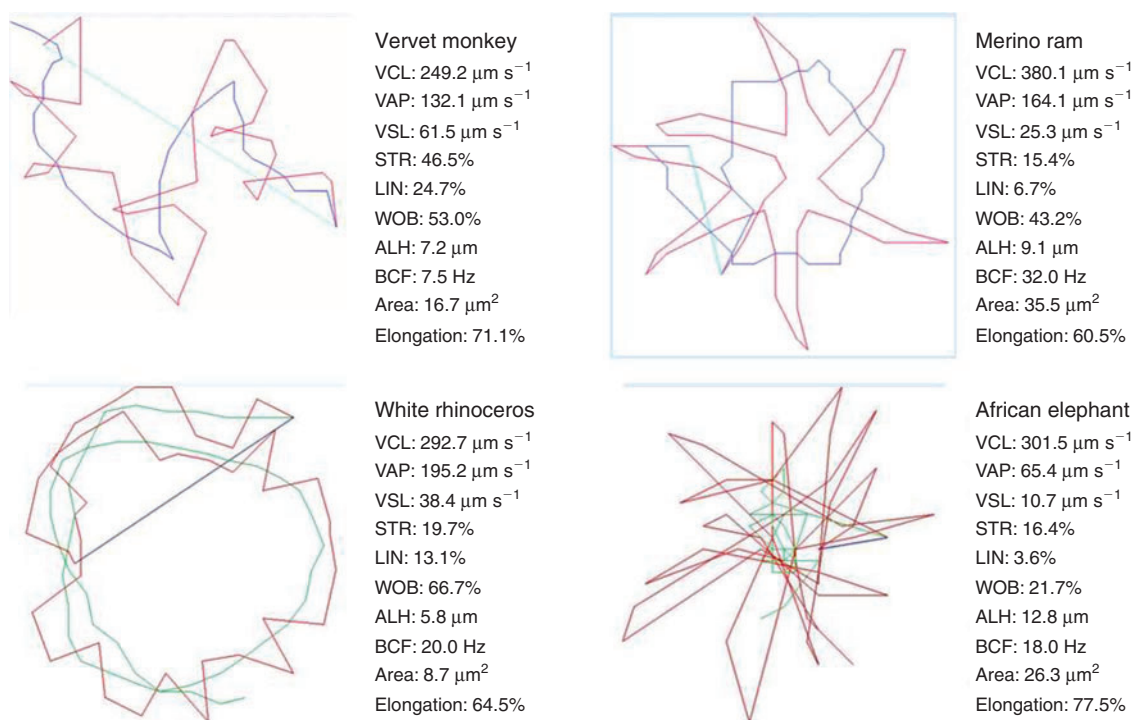 Vervet monkey
VCL: 249.2 μm s⁻¹
VAP: 132.1 μm s⁻¹
VSL: 61.5 μm s⁻¹
STR: 46.5%
LIN: 24.7%
WOB: 53.0%
ALH: 7.2 μm
BCF: 7.5 Hz
Area: 16.7 μm²
Elongation: 71.1%
Merino ram
VCL: 380.1 μm s⁻¹
VAP: 164.1 μm s⁻¹
VSL: 25.3 μm s⁻¹
STR: 15.4%
LIN: 6.7%
WOB: 43.2%
ALH: 9.1 μm
BCF: 32.0 Hz
Area: 35.5 μm²
Elongation: 60.5%
White rhinoceros
VCL: 292.7 μm s⁻¹
VAP: 195.2 μm s⁻¹
VSL: 38.4 μm s⁻¹
STR: 19.7%
LIN: 13.1%
WOB: 66.7%
ALH: 5.8 μm
BCF: 20.0 Hz
Area: 8.7 μm²
Elongation: 64.5%
African elephant
VCL: 301.5 μm s⁻¹
VAP: 65.4 μm s⁻¹
VSL: 10.7 μm s⁻¹
STR: 16.4%
LIN: 3.6%
WOB: 21.7%
ALH: 12.8 μm
BCF: 18.0 Hz
Area: 26.3 μm²
Elongation: 77.5%